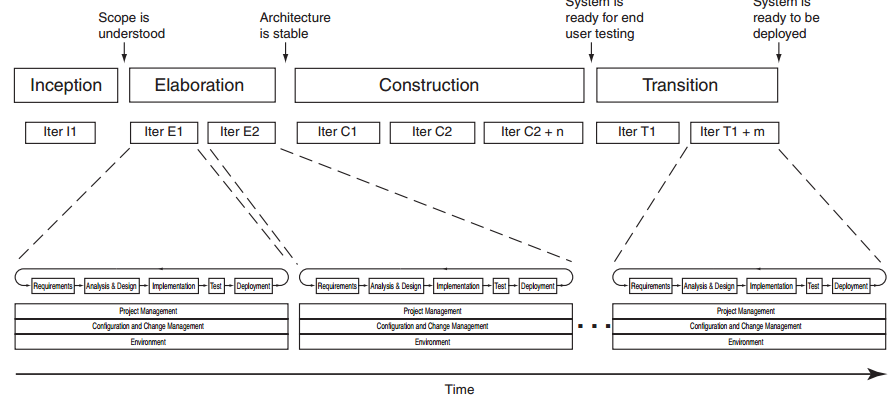 Scope is
understood
Architecture
is stable
System is
ready for end
user testing
System is
ready to be
deployed
Inception
Elaboration
Construction
Transition
Iter I1
Iter E1
Iter E2
Iter C1
Iter C2
Iter C2 + n
Iter T1
Iter T1 + m
Requirements
Analysis & Design
Implementation
Test
Deployment
Requirements
Analysis & Design
Implementation
Test
Deployment
Requirements
Analysis & Design
Implementation
Test
Deployment
Project Management
Configuration and Change Management
Environment
Project Management
Configuration and Change Management
Environment
. . .
Project Management
Configuration and Change Management
Environment
Time